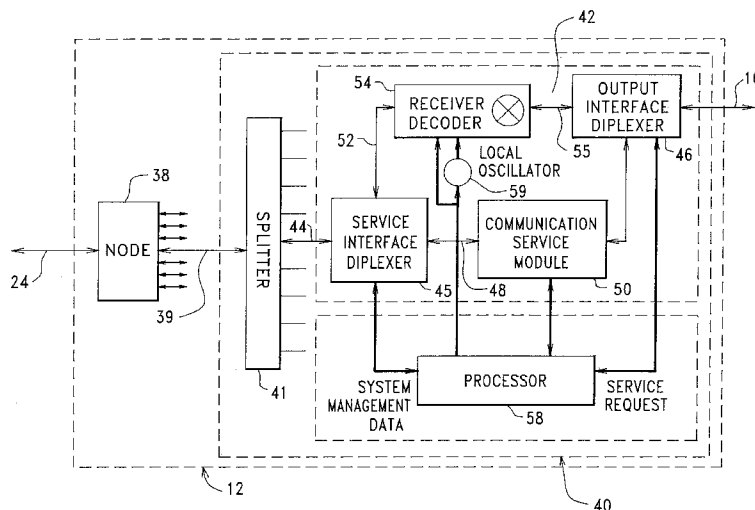 42
54
OUTPUT
INTERFACE
DIPLEXER
RECEIVER
DECODER
55
46
52
LOCAL
OSCILLATOR
59
38
NODE
24
39
SPLITTER
41
44
SERVICE
INTERFACE
DIPLEXER
45
48
COMMUNICATION
SERVICE
MODULE
50
SYSTEM
MANAGEMENT
DATA
PROCESSOR
58
SERVICE
REQUEST
12
40